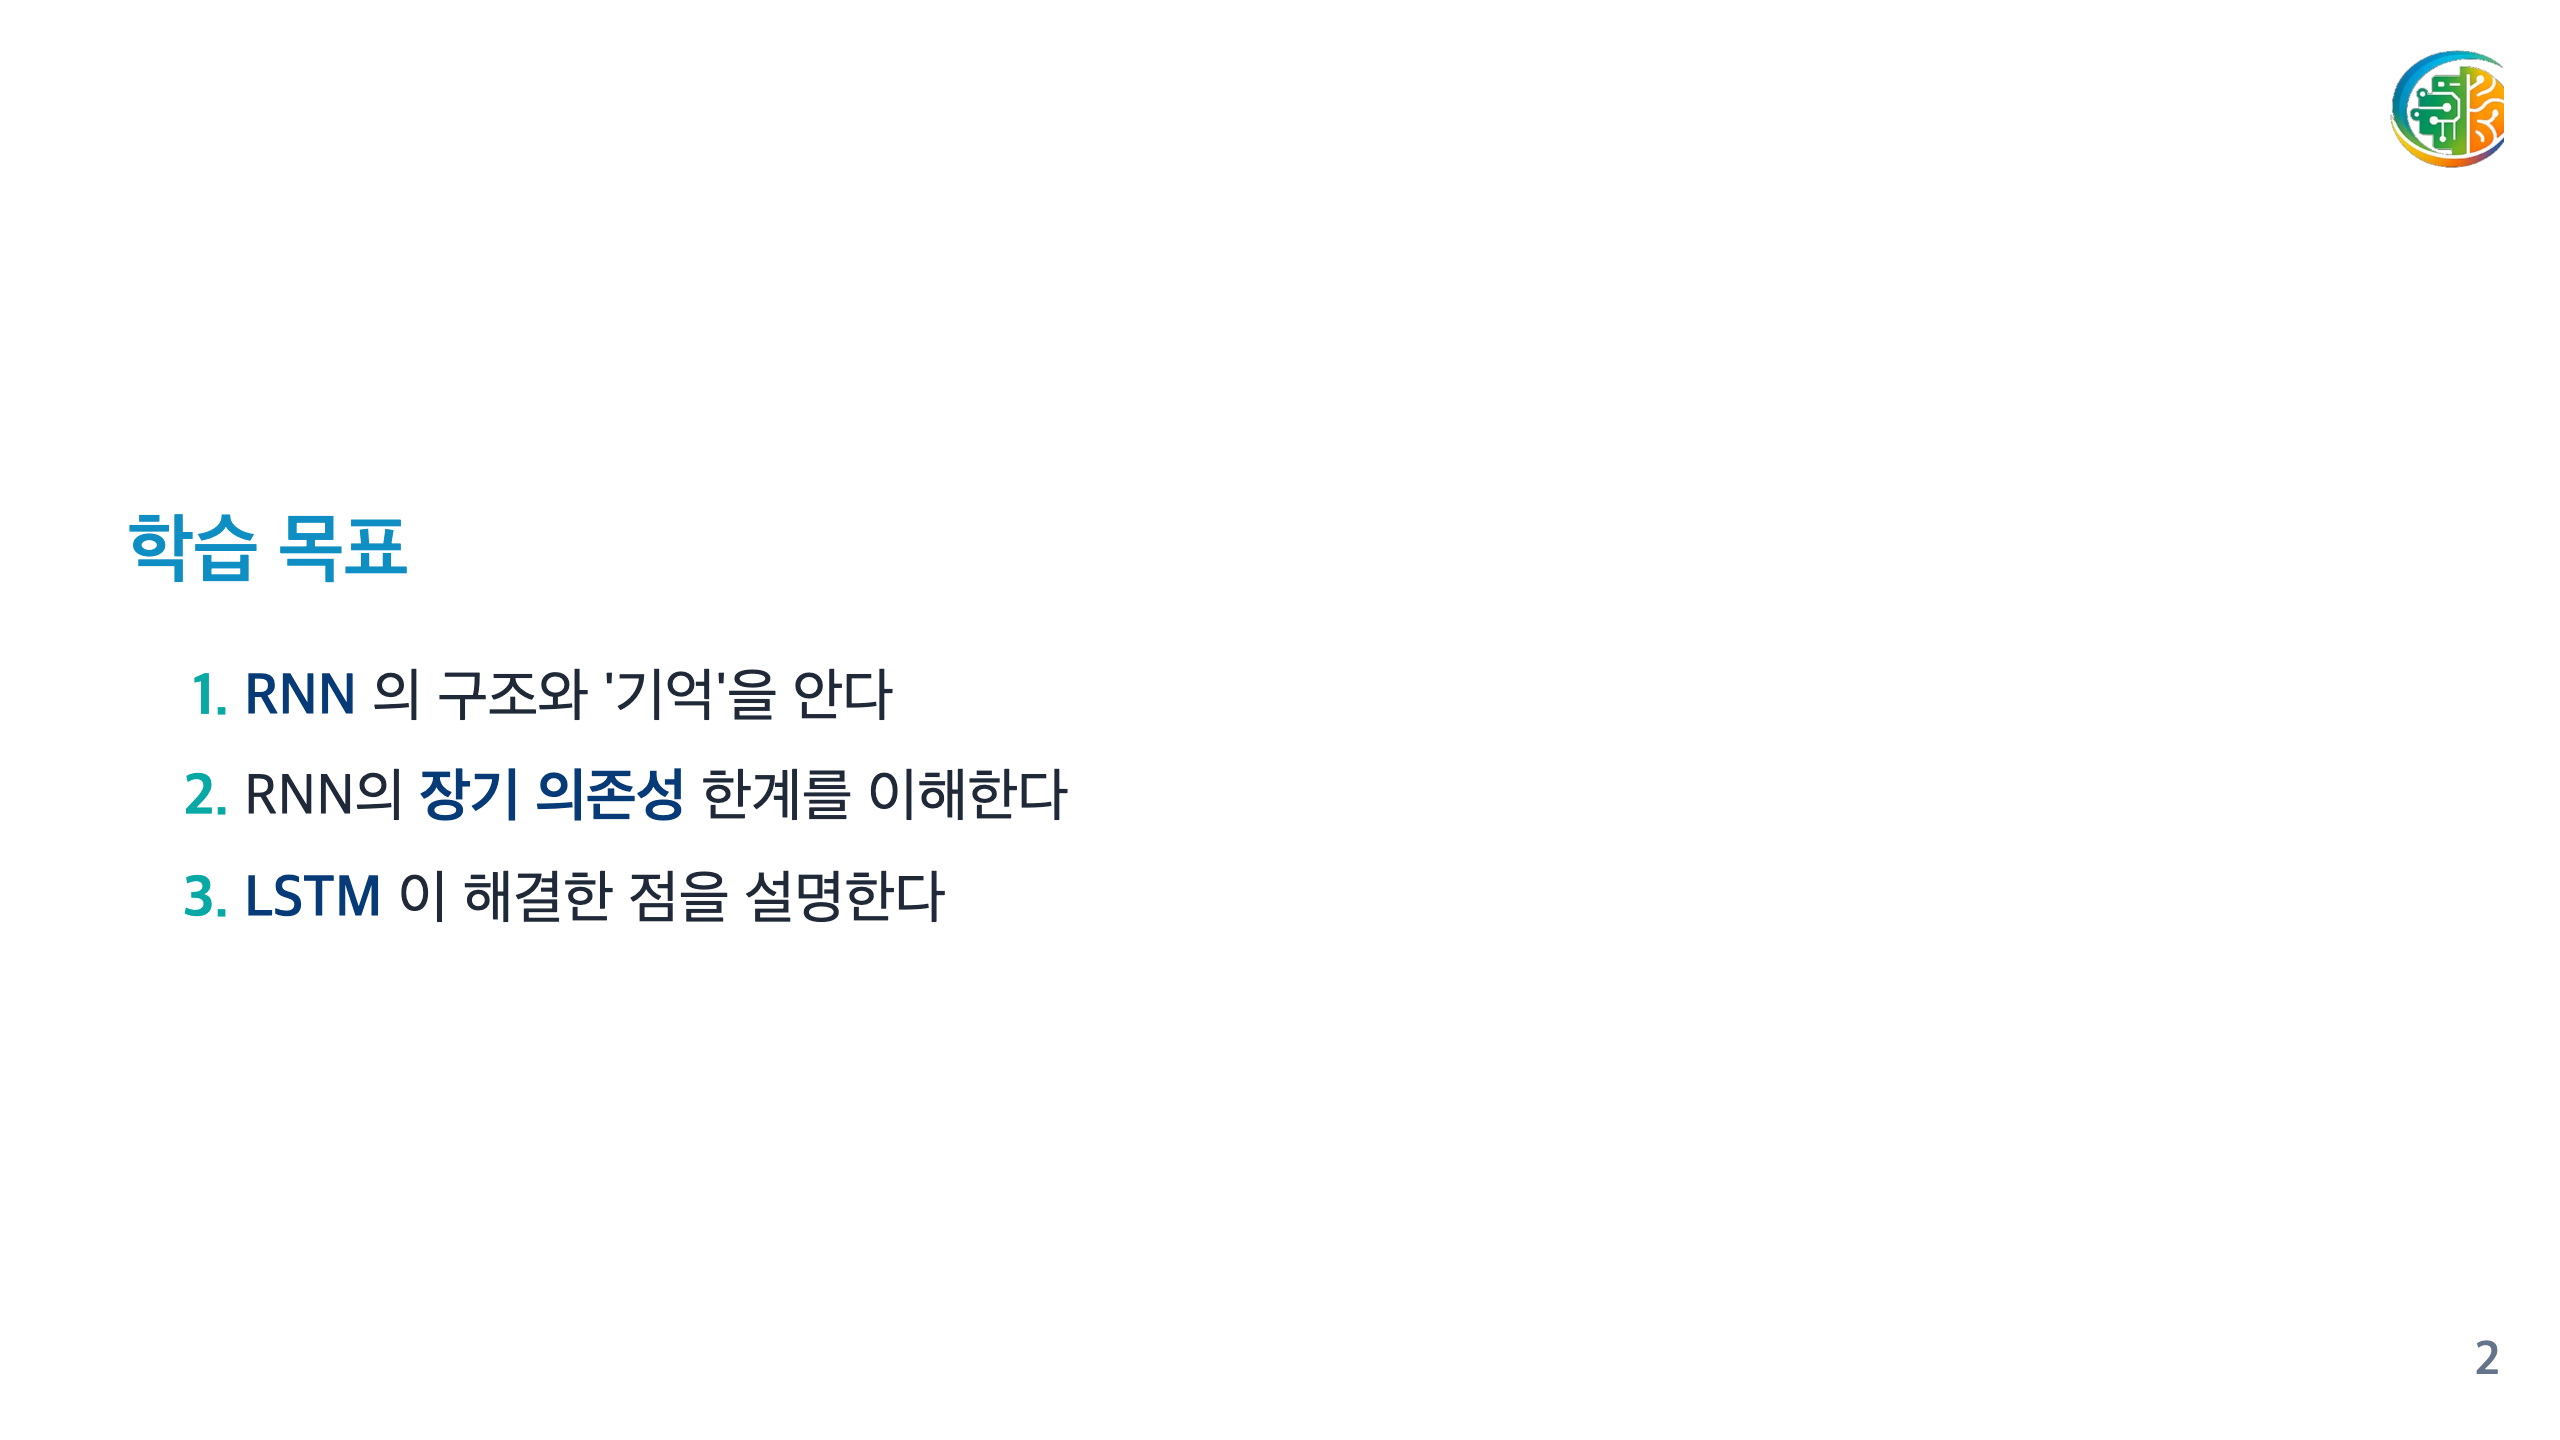 학습 목표
1. RNN 의 구조와 '기억'을 안다
2. RNN의 장기 의존성 한계를 이해한다
3. LSTM 이 해결한 점을 설명한다
2